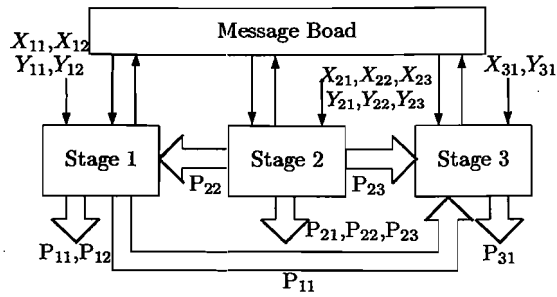 Message Boad
X11,X12
Y11,Y12
X21,X22,X23
Y21,Y22,Y23
X31,Y31
Stage 1
Stage 2
Stage 3
P22
P23
P11,P12
P21,P22,P23
P31
P11